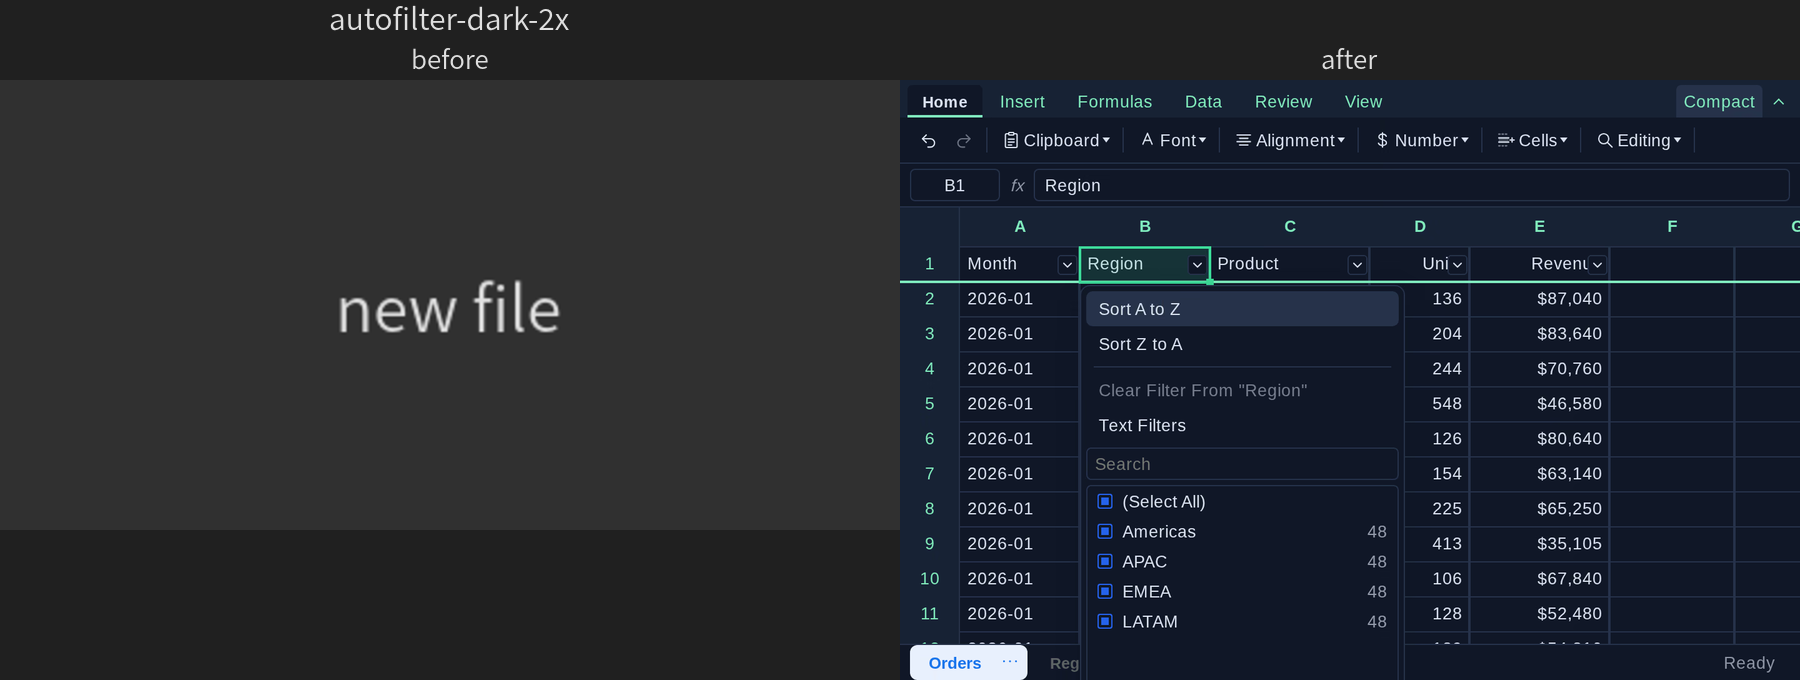 autofilter-dark-2x
before
after
new file
Home Insert Formulas Data Review View Compact
Clipboard Font Alignment $ Number Cells Editing
B1 fx Region
A B C D E F
1 Month Region Product Uni Revenu
2 2026-01 136 $87,040
3 2026-01 204 $83,640
4 2026-01 244 $70,760
5 2026-01 548 $46,580
6 2026-01 126 $80,640
7 2026-01 154 $63,140
8 2026-01 225 $65,250
9 2026-01 413 $35,105
10 2026-01 106 $67,840
11 2026-01 128 $52,480
Sort A to Z
Sort Z to A
Clear Filter From "Region"
Text Filters
Search
(Select All)
Americas 48
APAC 48
EMEA 48
LATAM 48
Orders ··· Reg Ready